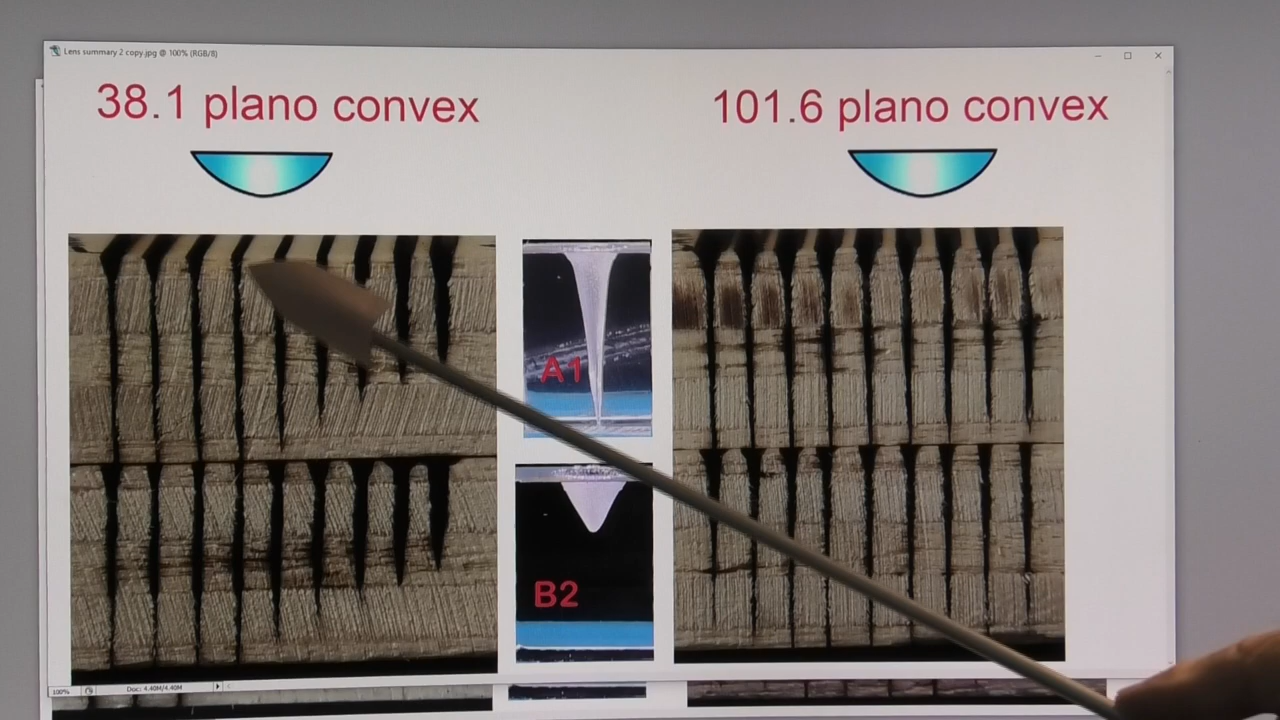 Lens summary 2 copy.jpg @ 100% (RGB/8)
38.1 plano convex
101.6 plano convex
A1
B2
100%
Doc: 4.40M/4.40M